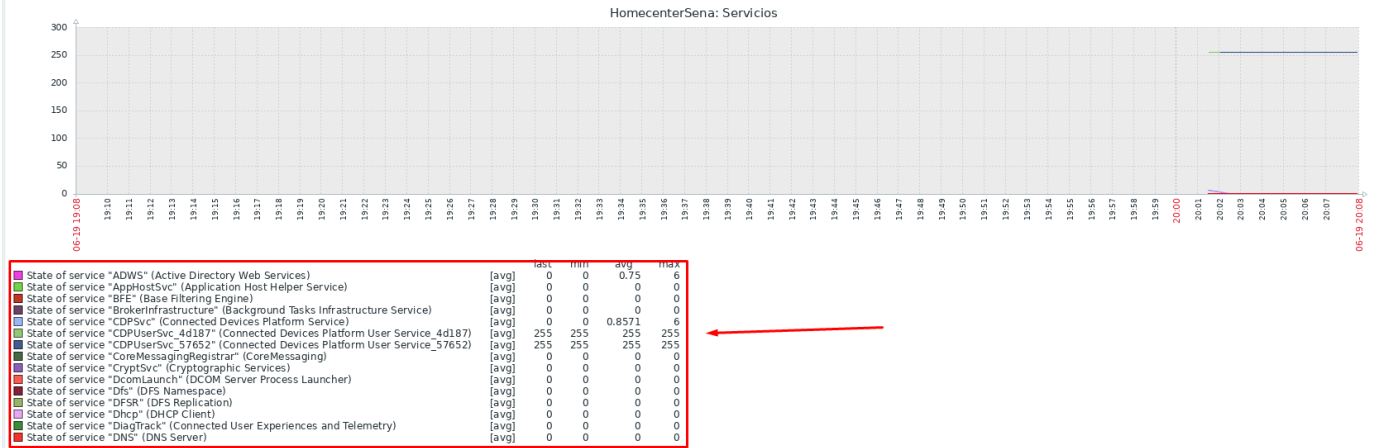 HomecenterSena: Servicios
300
250
200
150
100
50
0
06-19 19:08 19:10 19:11 19:12 19:13 19:14 19:15 19:16 19:17 19:18 19:19 19:20 19:21 19:22 19:23 19:24 19:25 19:26 19:27 19:28 19:29 19:30 19:31 19:32 19:33 19:34 19:35 19:36 19:37 19:38 19:39 19:40 19:41 19:42 19:43 19:44 19:45 19:46 19:47 19:48 19:49 19:50 19:51 19:52 19:53 19:54 19:55 19:56 19:57 19:58 19:59 20:00 20:01 20:02 20:03 20:04 20:05 20:06 20:07 06-19 20:08
last min avg max
State of service "ADWS" (Active Directory Web Services) [avg] 0 0 0.75 6
State of service "AppHostSvc" (Application Host Helper Service) [avg] 0 0 0 0
State of service "BFE" (Base Filtering Engine) [avg] 0 0 0 0
State of service "BrokerInfrastructure" (Background Tasks Infrastructure Service) [avg] 0 0 0 0
State of service "CDPSvc" (Connected Devices Platform Service) [avg] 0 0 0.8571 6
State of service "CDPUserSvc_4d187" (Connected Devices Platform User Service_4d187) [avg] 255 255 255 255
State of service "CDPUserSvc_57652" (Connected Devices Platform User Service_57652) [avg] 255 255 255 255
State of service "CoreMessagingRegistrar" (CoreMessaging) [avg] 0 0 0 0
State of service "CryptSvc" (Cryptographic Services) [avg] 0 0 0 0
State of service "DcomLaunch" (DCOM Server Process Launcher) [avg] 0 0 0 0
State of service "Dfs" (DFS Namespace) [avg] 0 0 0 0
State of service "DFSR" (DFS Replication) [avg] 0 0 0 0
State of service "Dhcp" (DHCP Client) [avg] 0 0 0 0
State of service "DiagTrack" (Connected User Experiences and Telemetry) [avg] 0 0 0 0
State of service "DNS" (DNS Server) [avg] 0 0 0 0